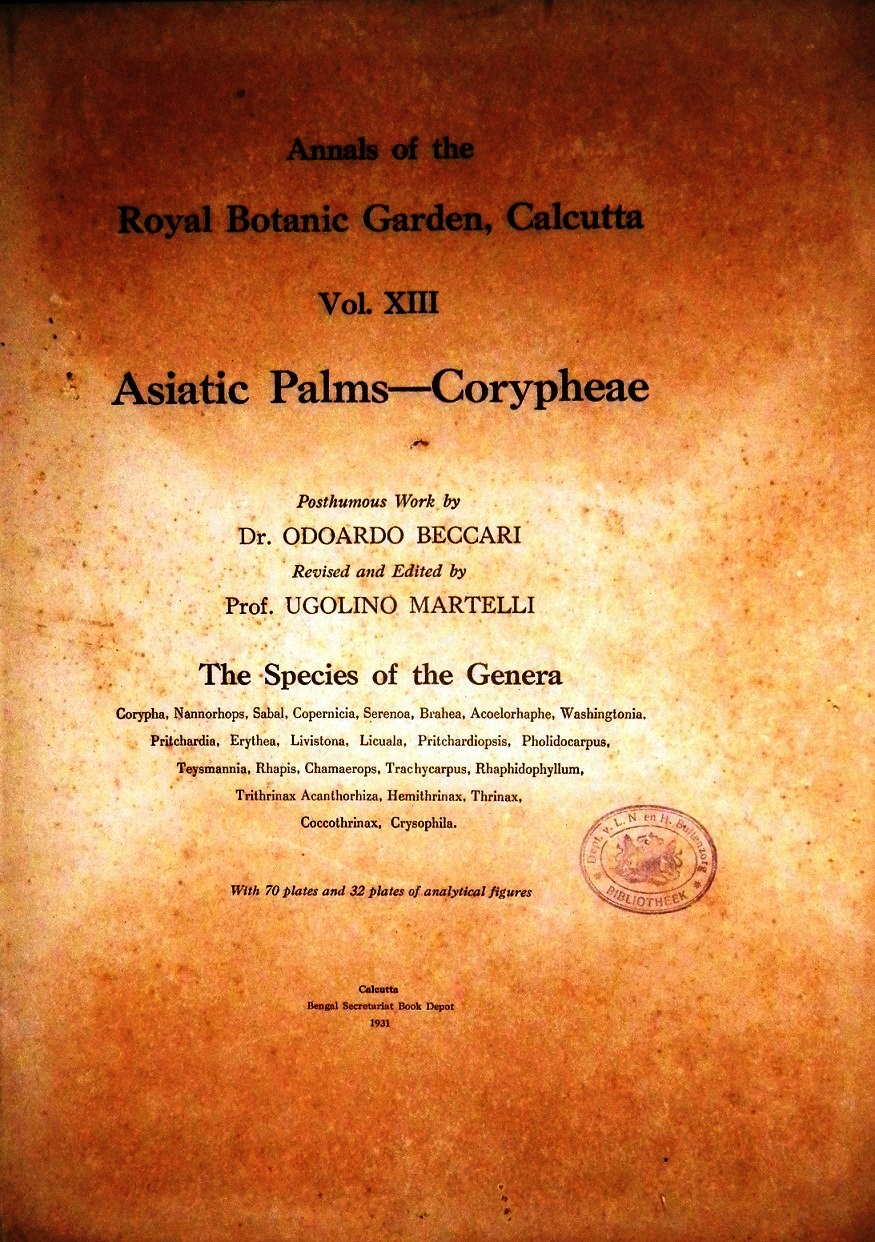 Annals of the
Royal Botanic Garden, Calcutta
Vol. XIII
Asiatic Palms—Corypheae
Posthumous Work by
Dr. ODOARDO BECCARI
Revised and Edited by
Prof. UGOLINO MARTELLI
The Species of the Genera
Corypha, Nannorhops, Sabal, Copernicia, Serenoa, Brahea, Acoelorhaphe, Washingtonia,
Pritchardia, Erythea, Livistona, Licuala, Pritchardiopsis, Pholidocarpus,
Teysmannia, Rhapis, Chamaerops, Trachycarpus, Rhaphidophyllum,
Trithrinax Acanthorhiza, Hemithrinax, Thrinax,
Coccothrinax, Crysophila.
Dept. v. L. N. en H. Buitenzorg
BIBLIOTHEEK
With 70 plates and 32 plates of analytical figures
Calcutta
Bengal Secretariat Book Depot
1931